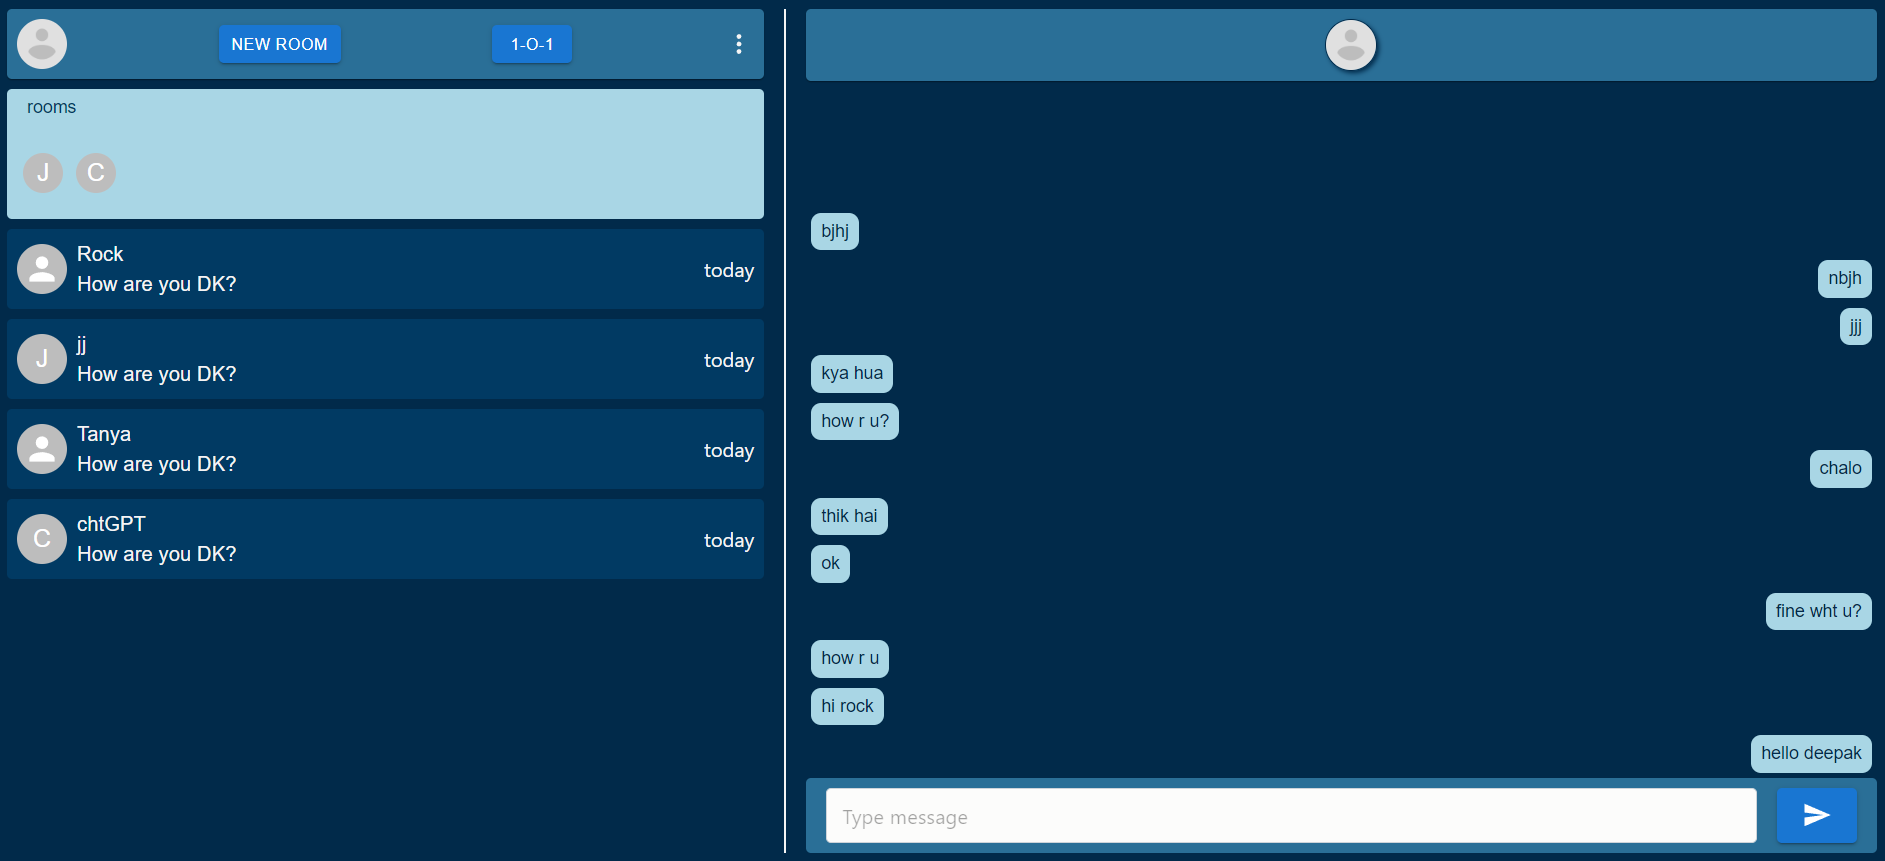 NEW ROOM
1-O-1
rooms
J C
Rock
How are you DK?
today
J
jj
How are you DK?
today
Tanya
How are you DK?
today
C
chtGPT
How are you DK?
today
bjhj
nbjh
jjj
kya hua
how r u?
chalo
thik hai
ok
fine wht u?
how r u
hi rock
hello deepak
Type message